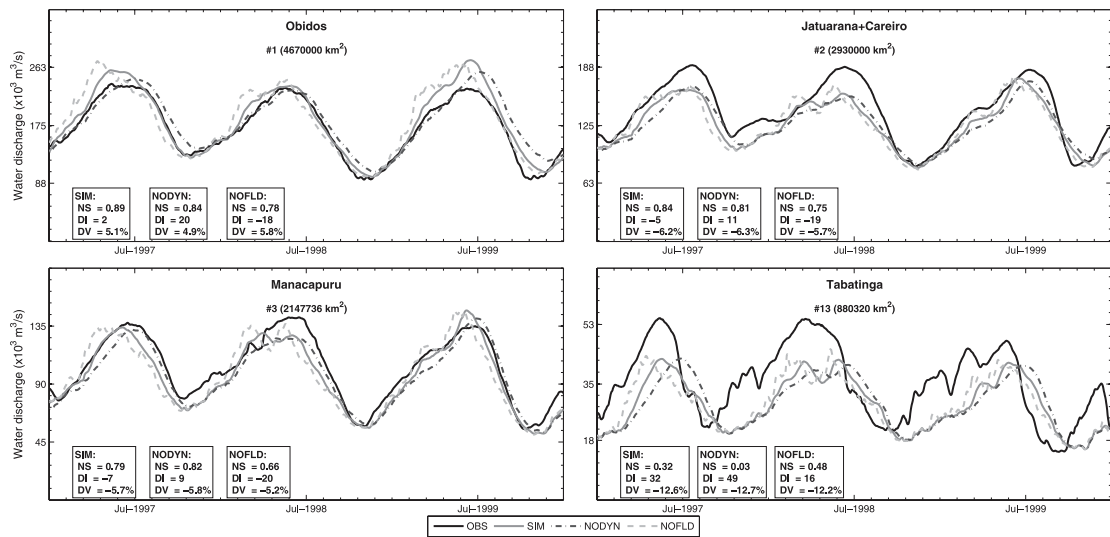 Obidos
#1 (4670000 km²)
Water discharge (x10³ m³/s)
263
175
88
SIM:
NS = 0.89
DI = 2
DV = 5.1%
NODYN:
NS = 0.84
DI = 20
DV = 4.9%
NOFLD:
NS = 0.78
DI = −18
DV = 5.8%
Jul−1997
Jul−1998
Jul−1999
Jatuarana+Careiro
#2 (2930000 km²)
188
125
63
SIM:
NS = 0.84
DI = −5
DV = −6.2%
NODYN:
NS = 0.81
DI = 11
DV = −6.3%
NOFLD:
NS = 0.75
DI = −19
DV = −5.7%
Jul−1997
Jul−1998
Jul−1999
Manacapuru
#3 (2147736 km²)
Water discharge (x10³ m³/s)
135
90
45
SIM:
NS = 0.79
DI = −7
DV = −5.7%
NODYN:
NS = 0.82
DI = 9
DV = −5.8%
NOFLD:
NS = 0.66
DI = −20
DV = −5.2%
Jul−1997
Jul−1998
Jul−1999
Tabatinga
#13 (880320 km²)
53
35
18
SIM:
NS = 0.32
DI = 32
DV = −12.6%
NODYN:
NS = 0.03
DI = 49
DV = −12.7%
NOFLD:
NS = 0.48
DI = 16
DV = −12.2%
Jul−1997
Jul−1998
Jul−1999
OBS SIM NODYN NOFLD